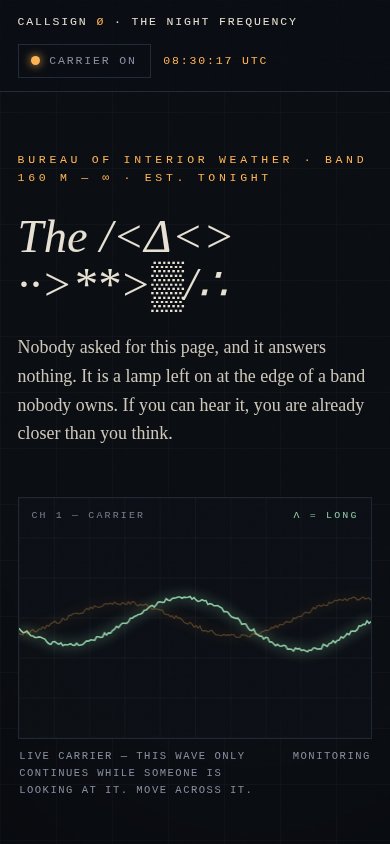 CALLSIGN Ø · THE NIGHT FREQUENCY
CARRIER ON
08:30:17 UTC
BUREAU OF INTERIOR WEATHER · BAND
160 M — ∞ · EST. TONIGHT
The /<Δ<>
··>**>▒/∴
Nobody asked for this page, and it answers
nothing. It is a lamp left on at the edge of a band
nobody owns. If you can hear it, you are already
closer than you think.
CH 1 — CARRIER
Λ = LONG
LIVE CARRIER — THIS WAVE ONLY
CONTINUES WHILE SOMEONE IS
LOOKING AT IT. MOVE ACROSS IT.
MONITORING